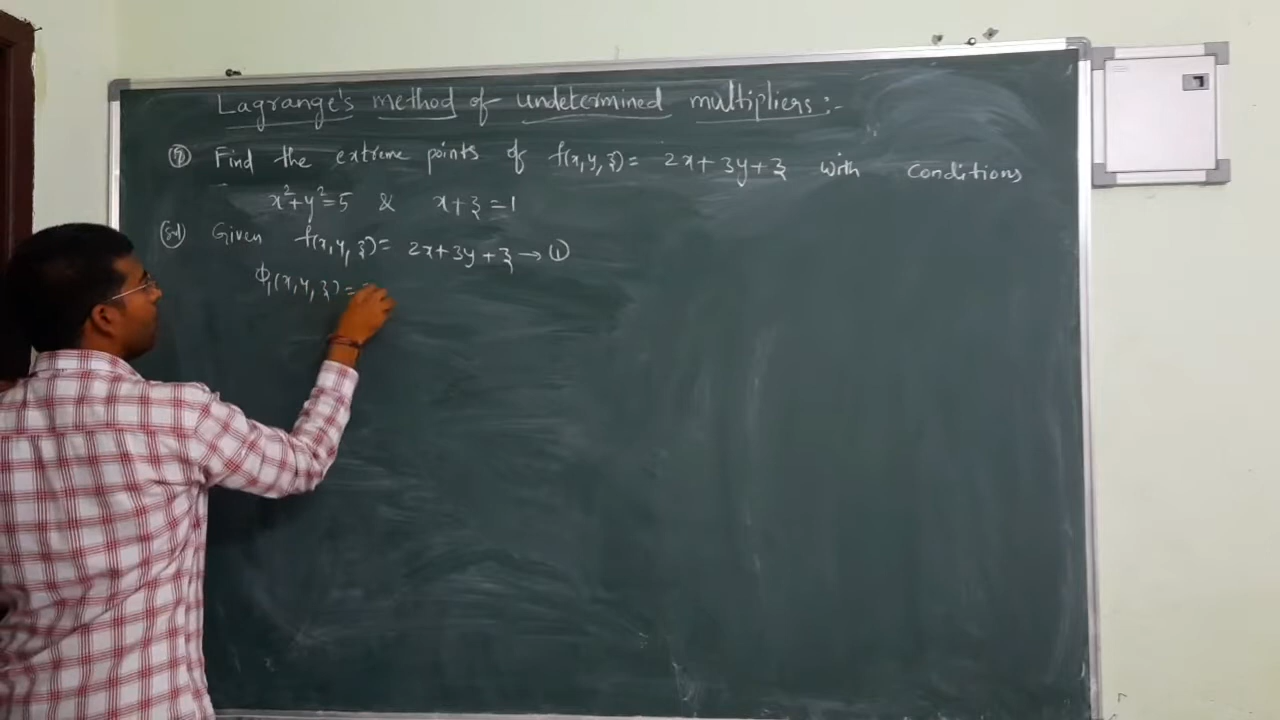 Lagrange's method of undetermined multipliers:-
(9) Find the extreme points of f(x,y,z)= 2x+3y+z with conditions
x²+y²=5 & x+z=1
(Sol) Given f(x,y,z)= 2x+3y+z → ①
ϕ₁(x,y,z)=